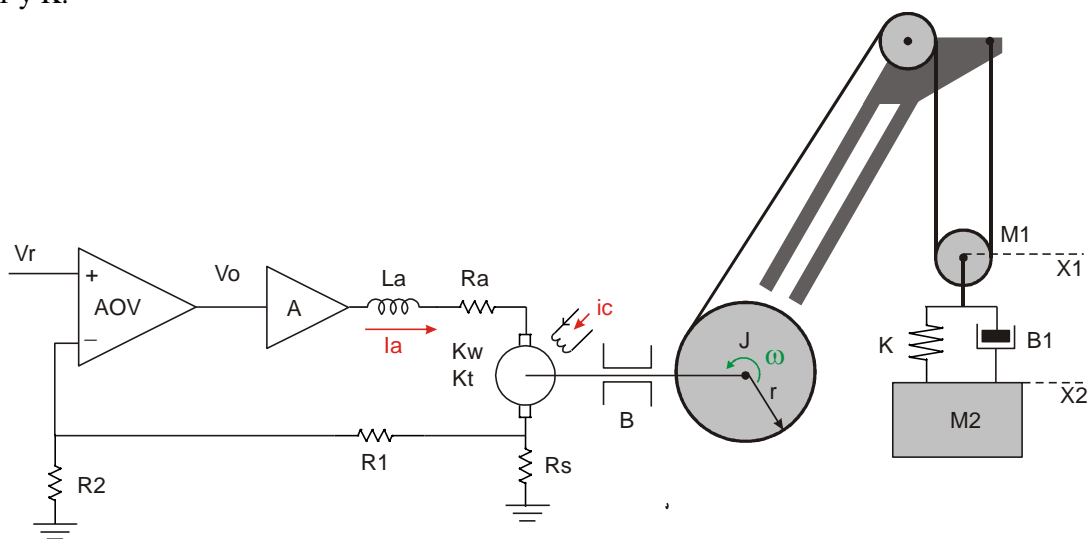 r y K.
Vr
+
AOV
−
Vo
A
La
Ra
Ia
ic
Kw
Kt
J
ω
r
B
R1
R2
Rs
M1
X1
K
B1
X2
M2